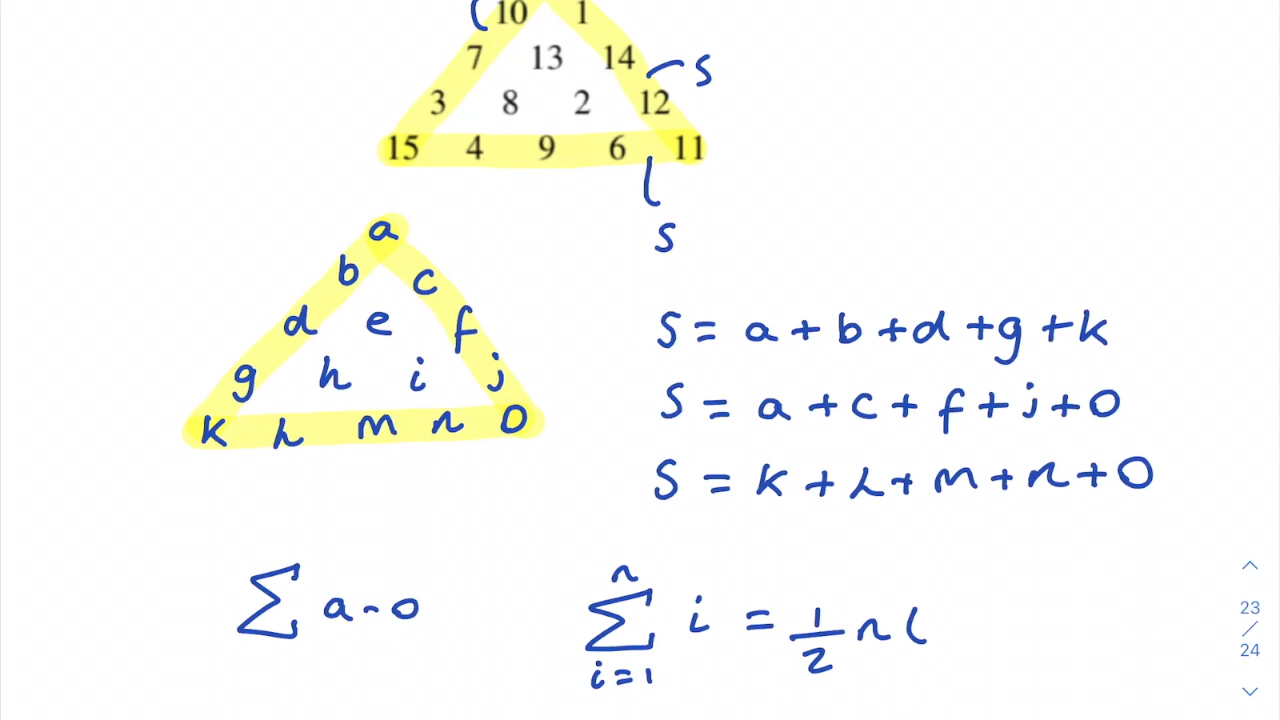 10 1
7 13 14 S
3 8 2 12
15 4 9 6 11
S
a
b c
d e f
g h i j
k l m n o
S = a + b + d + g + k
S = a + c + f + j + o
S = k + l + m + n + o
∑ a - o
n
∑ i = 1/2 n (
i=1
23
/
24